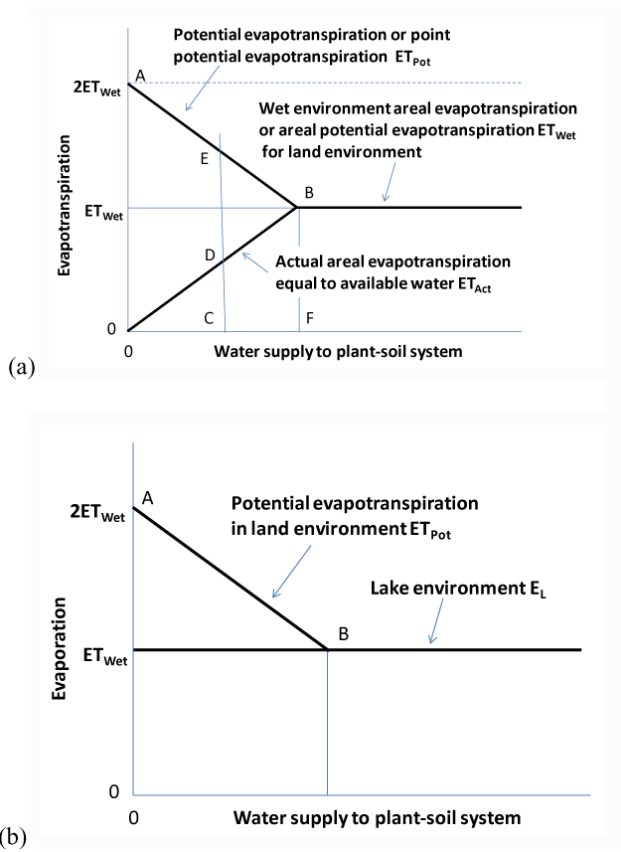 Potential evapotranspiration or point
potential evapotranspiration ET_Pot
A
2ET_Wet
Wet environment areal evapotranspiration
or areal potential evapotranspiration ET_Wet
for land environment
E
B
ET_Wet
Evapotranspiration
D
Actual areal evapotranspiration
equal to available water ET_Act
C
F
0
0
Water supply to plant-soil system
(a)
A
2ET_Wet
Potential evapotranspiration
in land environment ET_Pot
Lake environment E_L
B
ET_Wet
Evaporation
0
0
Water supply to plant-soil system
(b)